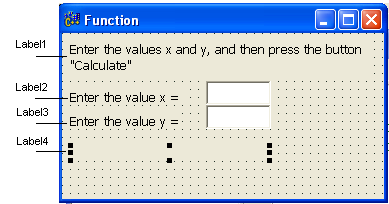 Function
Label1
Enter the values x and y, and then press the button
"Calculate"
Label2
Enter the value x =
Label3
Enter the value y =
Label4